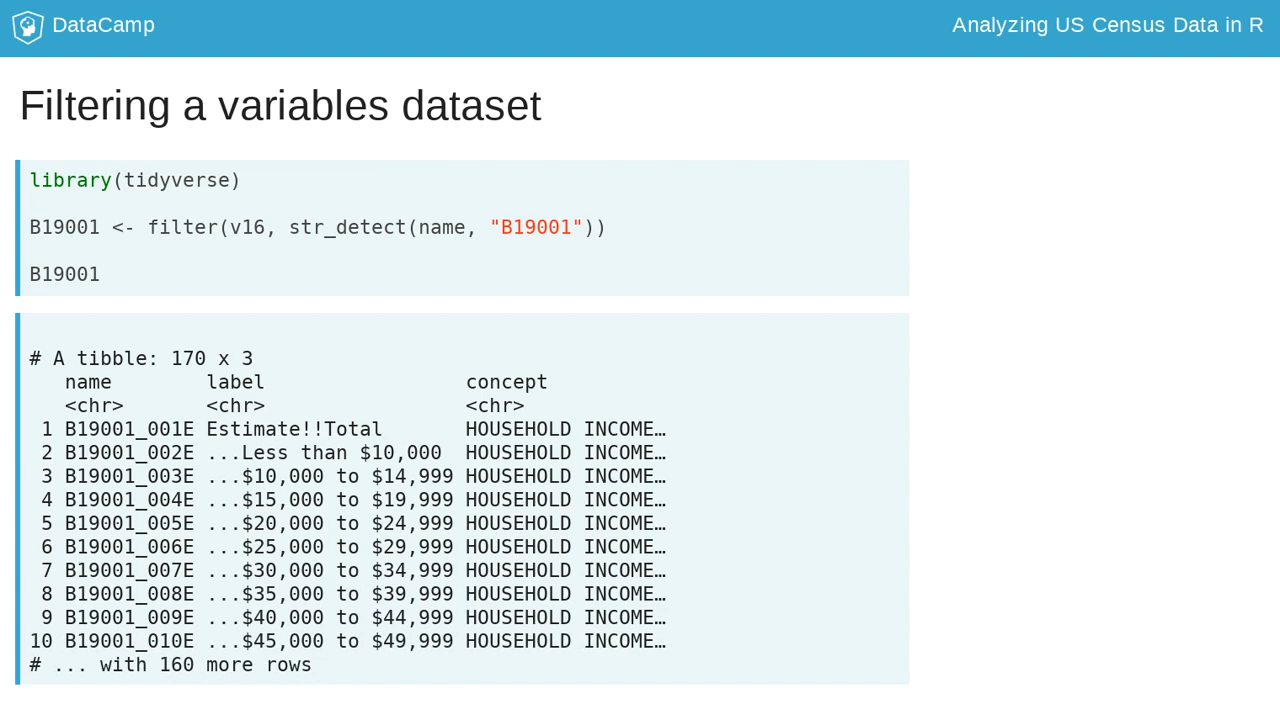 DataCamp
Analyzing US Census Data in R
Filtering a variables dataset
library(tidyverse)
B19001 <- filter(v16, str_detect(name, "B19001"))
B19001
# A tibble: 170 x 3
   name        label                 concept
   <chr>       <chr>                 <chr>
 1 B19001_001E Estimate!!Total       HOUSEHOLD INCOME…
 2 B19001_002E ...Less than $10,000  HOUSEHOLD INCOME…
 3 B19001_003E ...$10,000 to $14,999 HOUSEHOLD INCOME…
 4 B19001_004E ...$15,000 to $19,999 HOUSEHOLD INCOME…
 5 B19001_005E ...$20,000 to $24,999 HOUSEHOLD INCOME…
 6 B19001_006E ...$25,000 to $29,999 HOUSEHOLD INCOME…
 7 B19001_007E ...$30,000 to $34,999 HOUSEHOLD INCOME…
 8 B19001_008E ...$35,000 to $39,999 HOUSEHOLD INCOME…
 9 B19001_009E ...$40,000 to $44,999 HOUSEHOLD INCOME…
10 B19001_010E ...$45,000 to $49,999 HOUSEHOLD INCOME…
# ... with 160 more rows